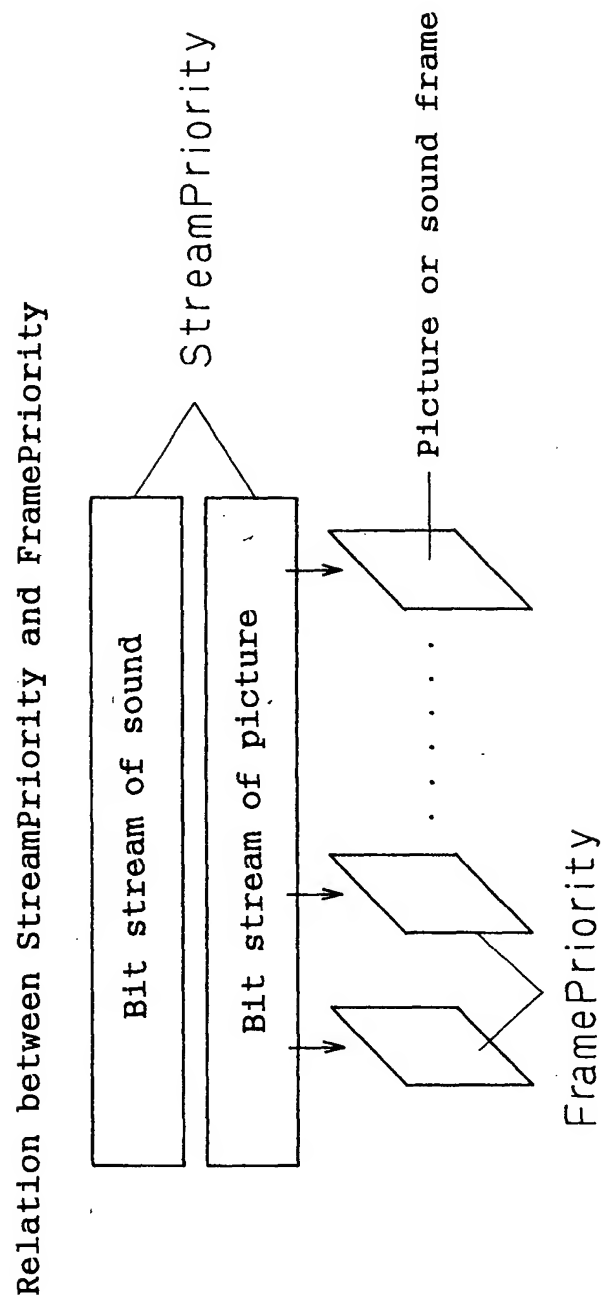 Relation between StreamPriority and FramePriority
Bit stream of sound
StreamPriority
Bit stream of picture
Picture or sound frame
FramePriority